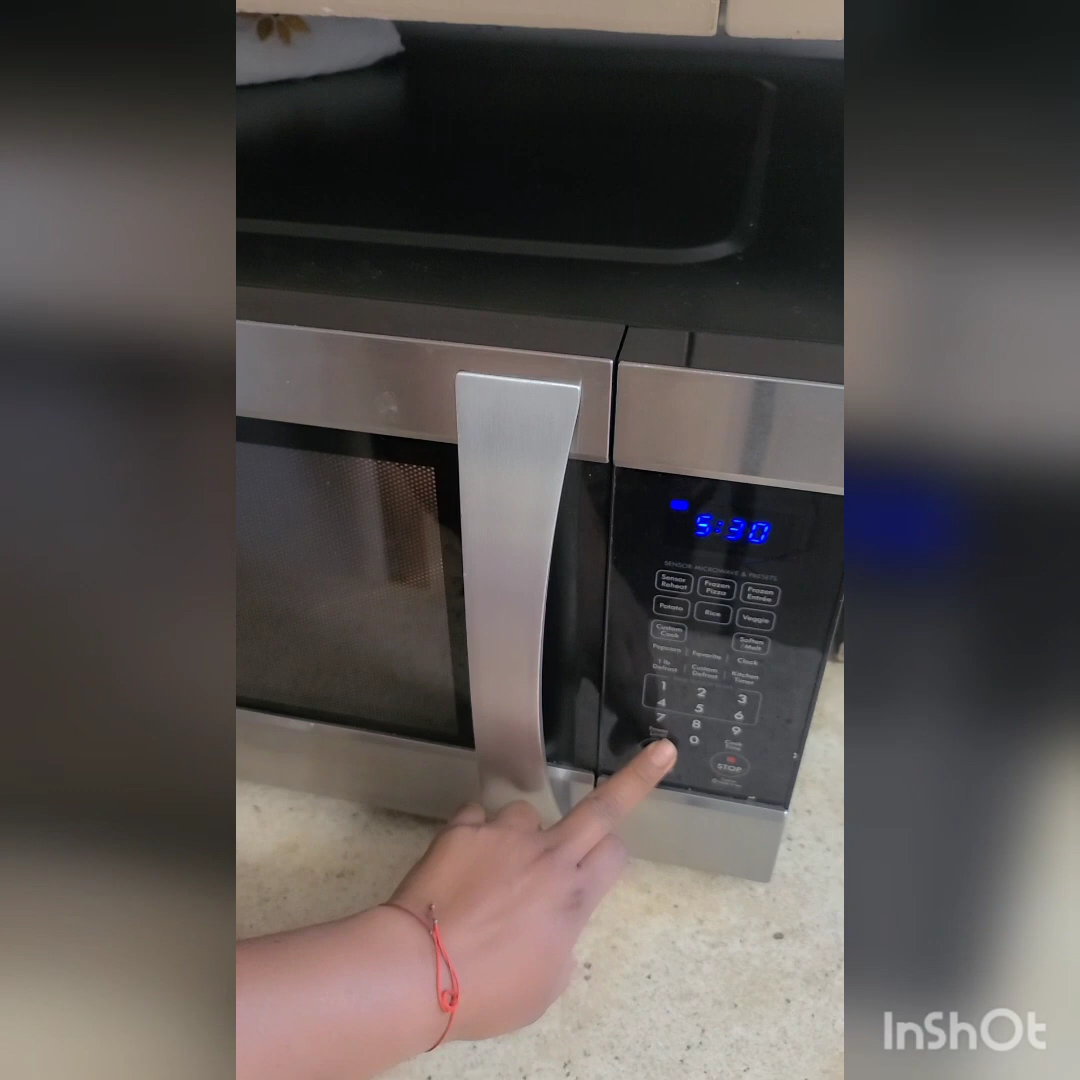 5:30
SENSOR MICROWAVE & PRESETS
Sensor Reheat
Frozen Pizza
Frozen Entrée
Potato
Rice
Veggie
Custom Cook
Soften /Melt
Popcorn
Favorite
Clock
1 lb Defrost
Custom Defrost
Kitchen Timer
1
2
3
4
5
6
7
8
9
0
Cook Time
STOP
InShOt